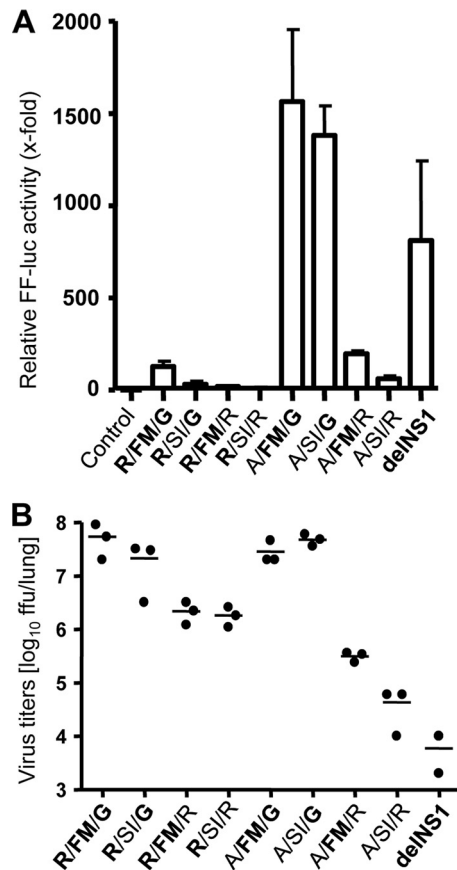 A
Relative FF-luc activity (x-fold)
2000
1500
1000
500
0
Control
R/FM/G
R/SI/G
R/FM/R
R/SI/R
A/FM/G
A/SI/G
A/FM/R
A/SI/R
delNS1
B
Virus titers [log10 ffu/lung]
8
7
6
5
4
3
R/FM/G
R/SI/G
R/FM/R
R/SI/R
A/FM/G
A/SI/G
A/FM/R
A/SI/R
delNS1